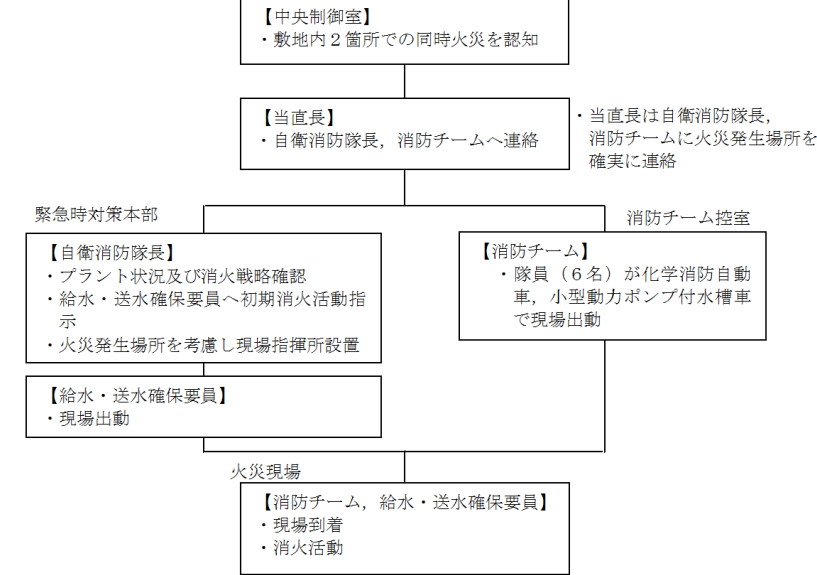 【中央制御室】
・敷地内２箇所での同時火災を認知
【当直長】
・自衛消防隊長，消防チームへ連絡
・当直長は自衛消防隊長，
消防チームに火災発生場所を
確実に連絡
緊急時対策本部
【自衛消防隊長】
・プラント状況及び消火戦略確認
・給水・送水確保要員へ初期消火活動指
示
・火災発生場所を考慮し現場指揮所設置
【給水・送水確保要員】
・現場出動
消防チーム控室
【消防チーム】
・隊員（６名）が化学消防自動
車，小型動力ポンプ付水槽車
で現場出動
火災現場
【消防チーム，給水・送水確保要員】
・現場到着
・消火活動